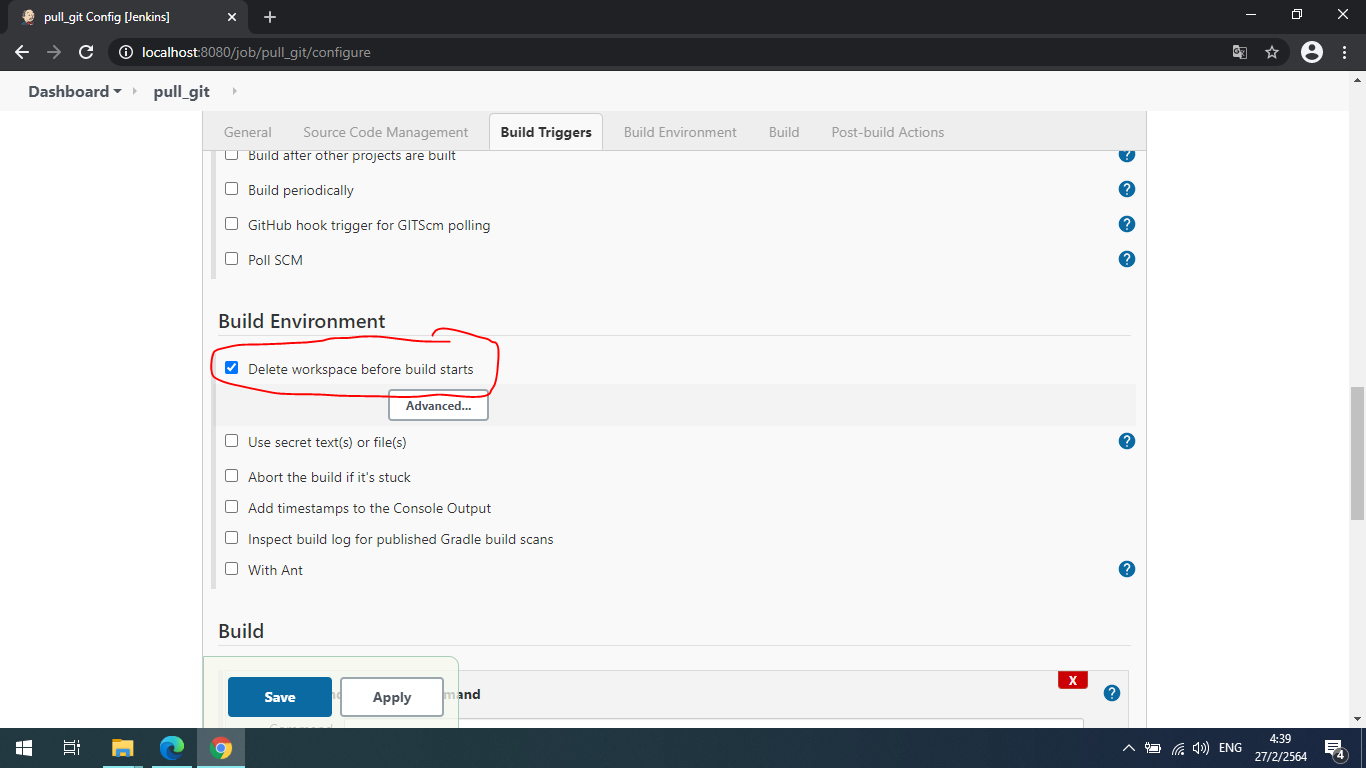 pull_git Config [Jenkins]
localhost:8080/job/pull_git/configure
Dashboard pull_git
General Source Code Management Build Triggers Build Environment Build Post-build Actions
Build after other projects are built
Build periodically
GitHub hook trigger for GITScm polling
Poll SCM
Build Environment
Delete workspace before build starts
Advanced...
Use secret text(s) or file(s)
Abort the build if it's stuck
Add timestamps to the Console Output
Inspect build log for published Gradle build scans
With Ant
Build
X
Save Apply
Command
ENG
4:39
27/2/2564
4